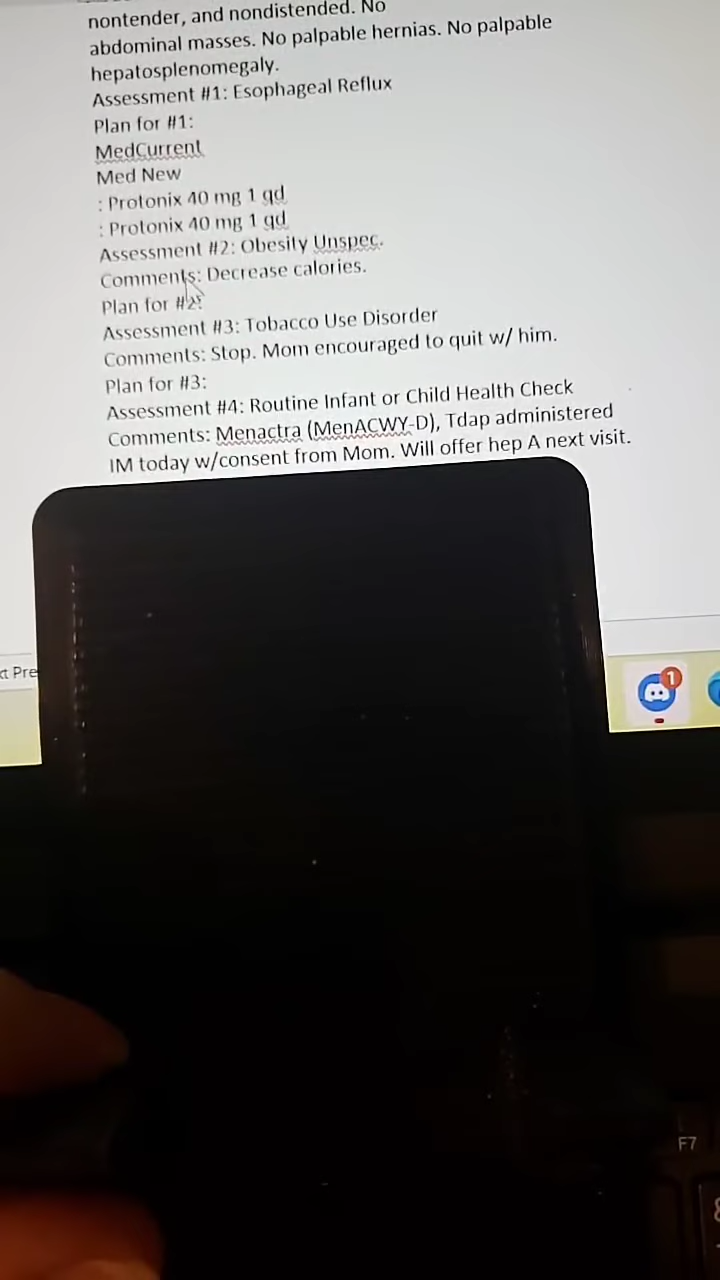 nontender, and nondistended. No
abdominal masses. No palpable hernias. No palpable
hepatosplenomegaly.
Assessment #1: Esophageal Reflux
Plan for #1:
MedCurrent
Med New
: Protonix 40 mg 1 qd
: Protonix 40 mg 1 qd
Assessment #2: Obesity Unspec.
Comments: Decrease calories.
Plan for #2:
Assessment #3: Tobacco Use Disorder
Comments: Stop. Mom encouraged to quit w/ him.
Plan for #3:
Assessment #4: Routine Infant or Child Health Check
Comments: Menactra (MenACWY-D), Tdap administered
IM today w/consent from Mom. Will offer hep A next visit.
xt Pre
1
F7